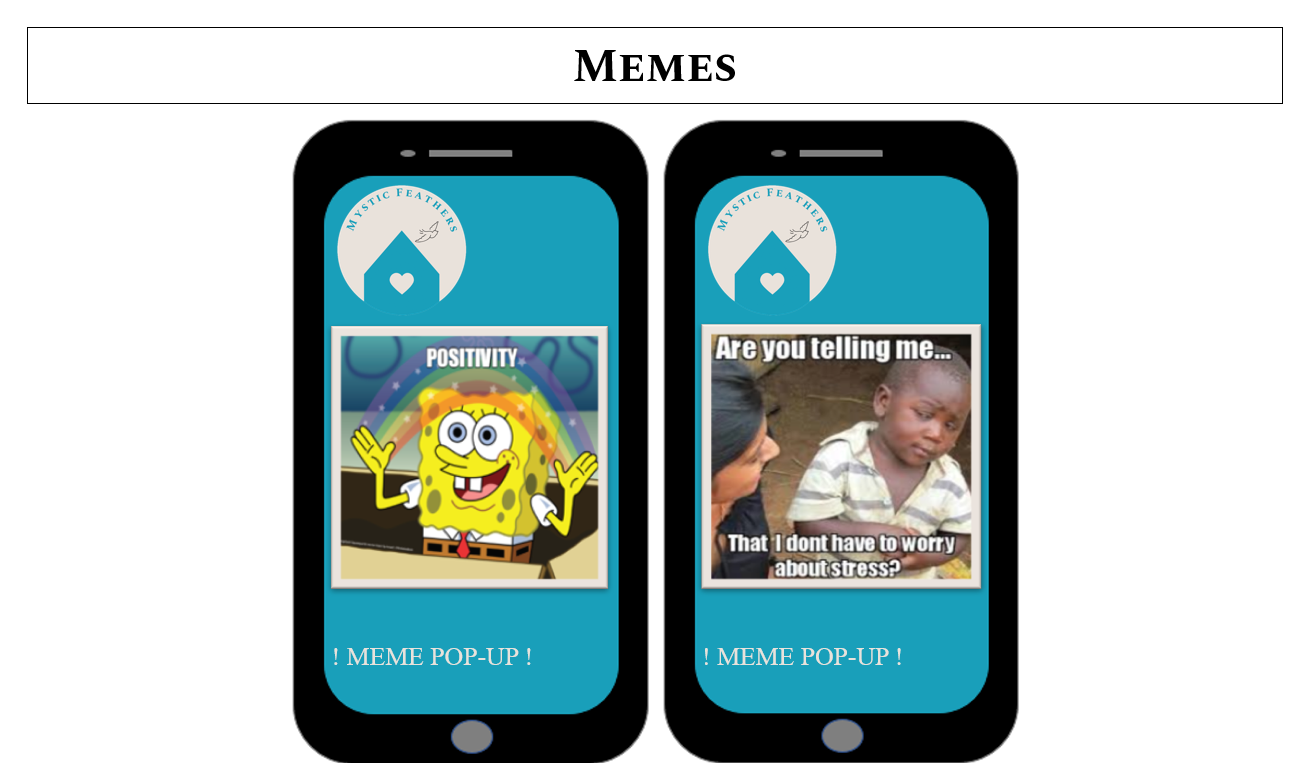 MEMES
MYSTIC FEATHERS
POSITIVITY
! MEME POP-UP !
MYSTIC FEATHERS
Are you telling me...
That I dont have to worry
about stress?
! MEME POP-UP !